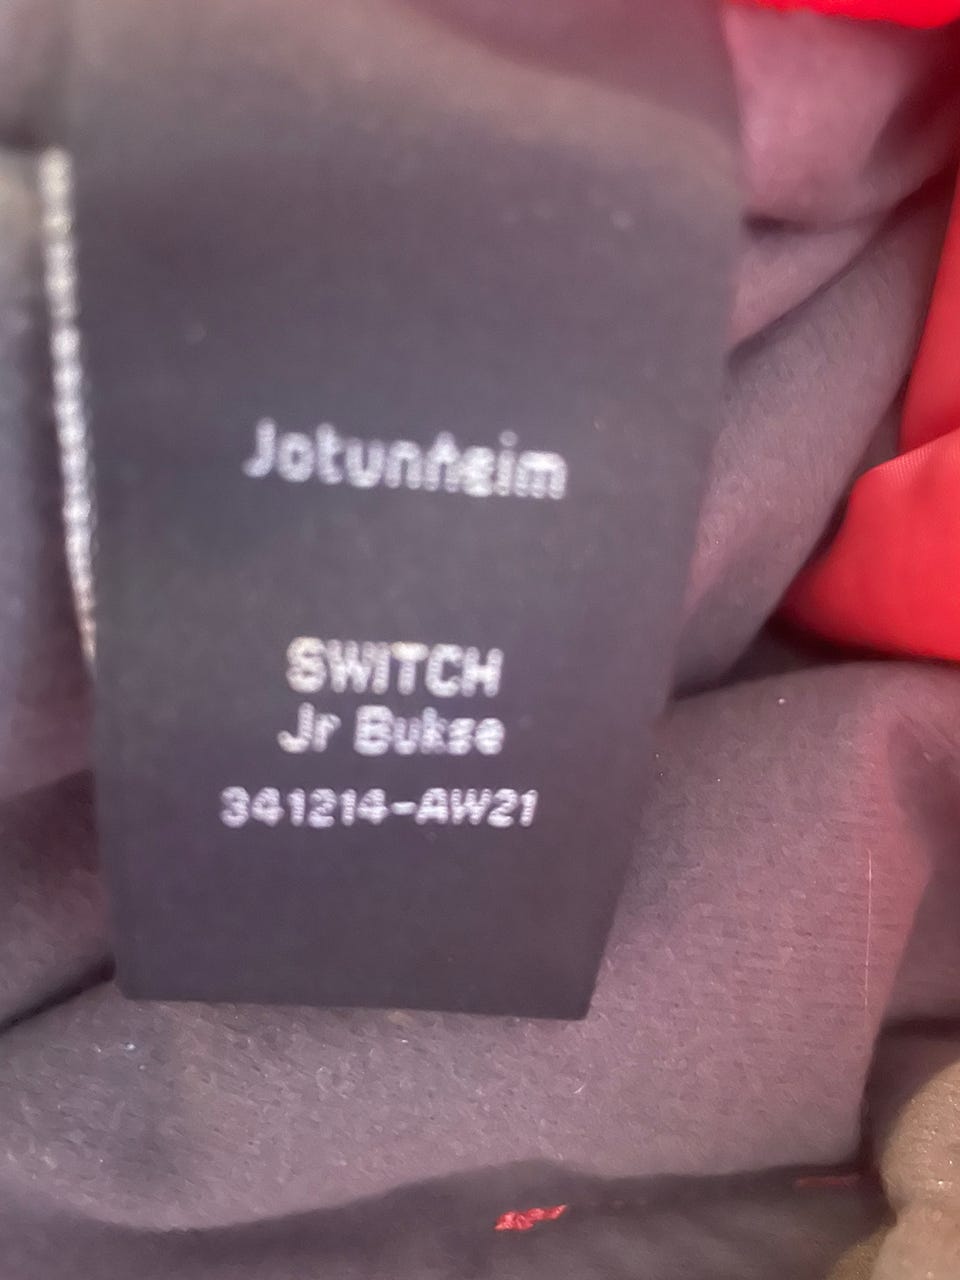 Jotunheim
SWITCH
Jr Bukse
341214-AW21